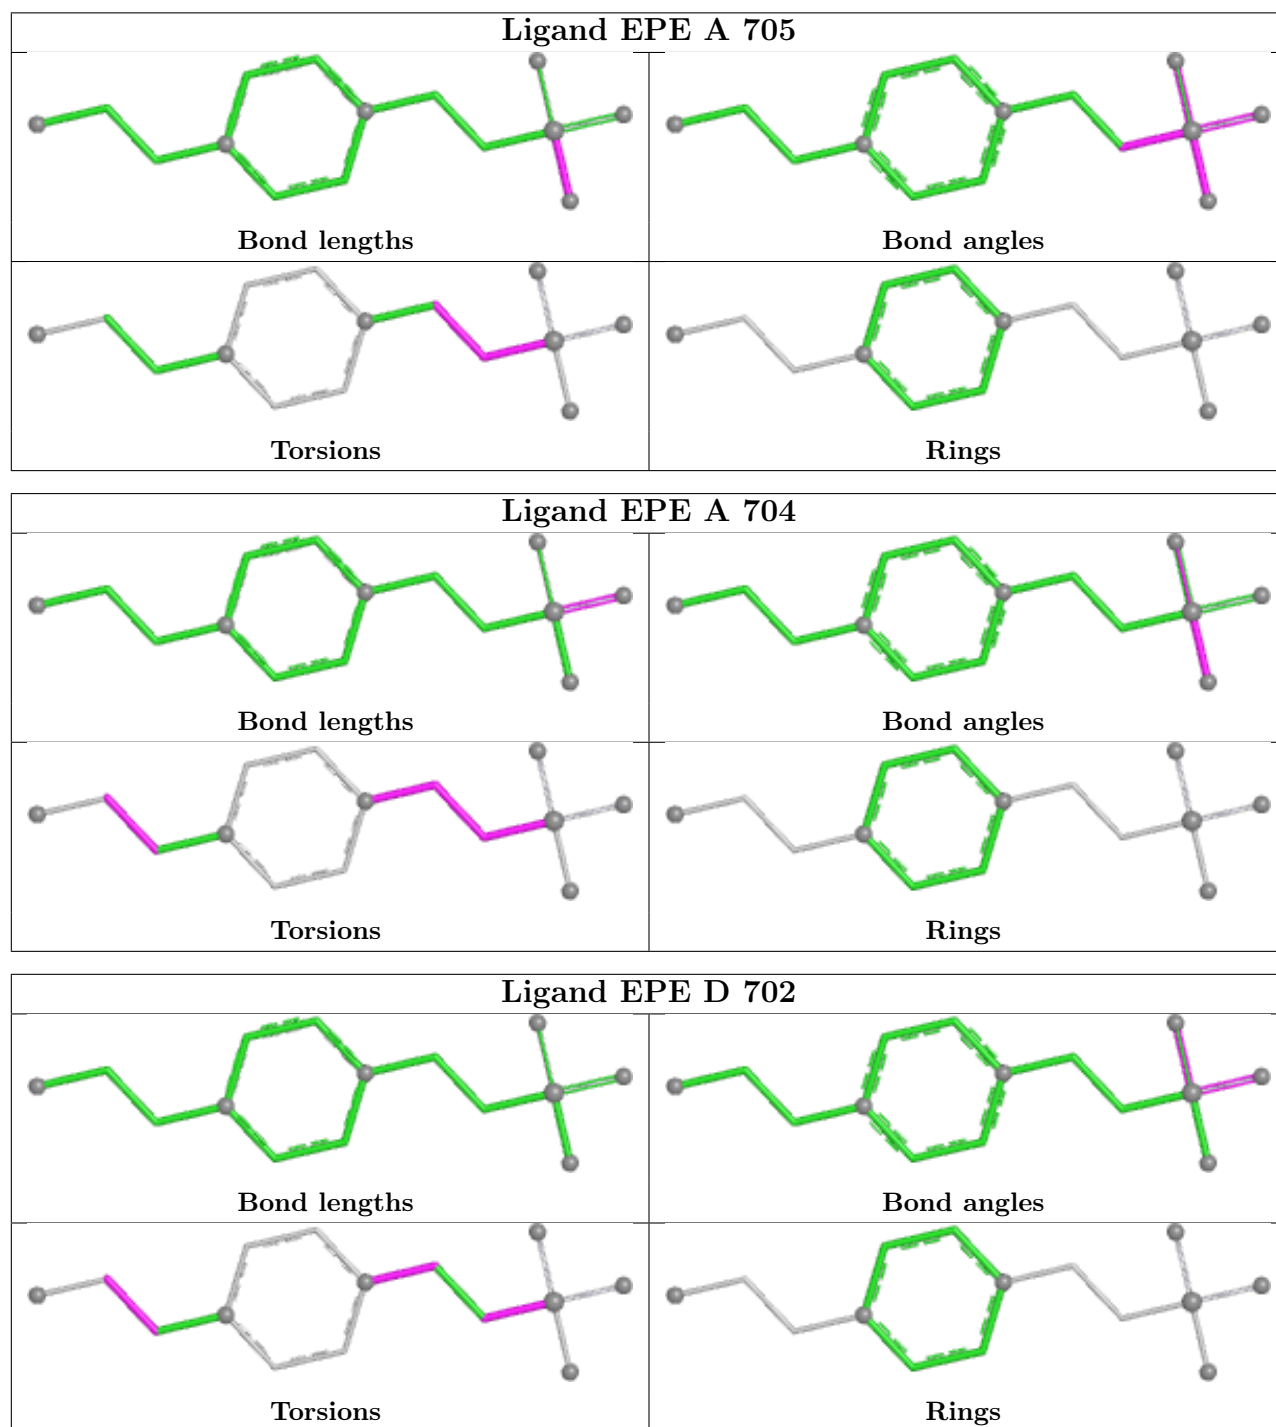 Ligand EPE A 705
Bond lengths
Bond angles
Torsions
Rings
Ligand EPE A 704
Bond lengths
Bond angles
Torsions
Rings
Ligand EPE D 702
Bond lengths
Bond angles
Torsions
Rings